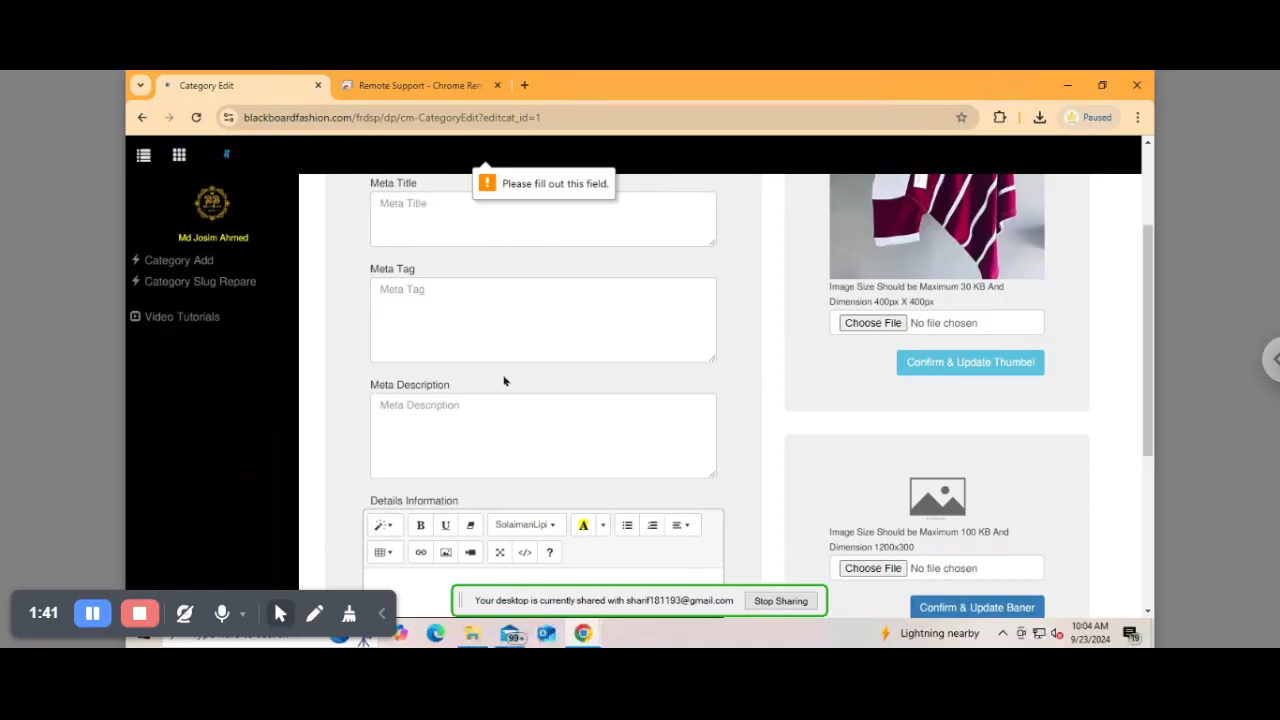 Category Edit
Remote Support - Chrome Rem
blackboardfashion.com/frdsp/dp/cm-CategoryEdit?editcat_id=1
Paused
Please fill out this field.
Md Josim Ahmed
Category Add
Category Slug Repare
Video Tutorials
Meta Title
Meta Title
Meta Tag
Meta Tag
Meta Description
Meta Description
Details Information
B U SolaimanLipi A
</> ?
Image Size Should be Maximum 30 KB And
Dimension 400px X 400px
Choose File No file chosen
Confirm & Update Thumbel
Image Size Should be Maximum 100 KB And
Dimension 1200x300
Choose File No file chosen
Confirm & Update Baner
Your desktop is currently shared with sharif181193@gmail.com
Stop Sharing
1:41
99+
Lightning nearby
10:04 AM
9/23/2024
19